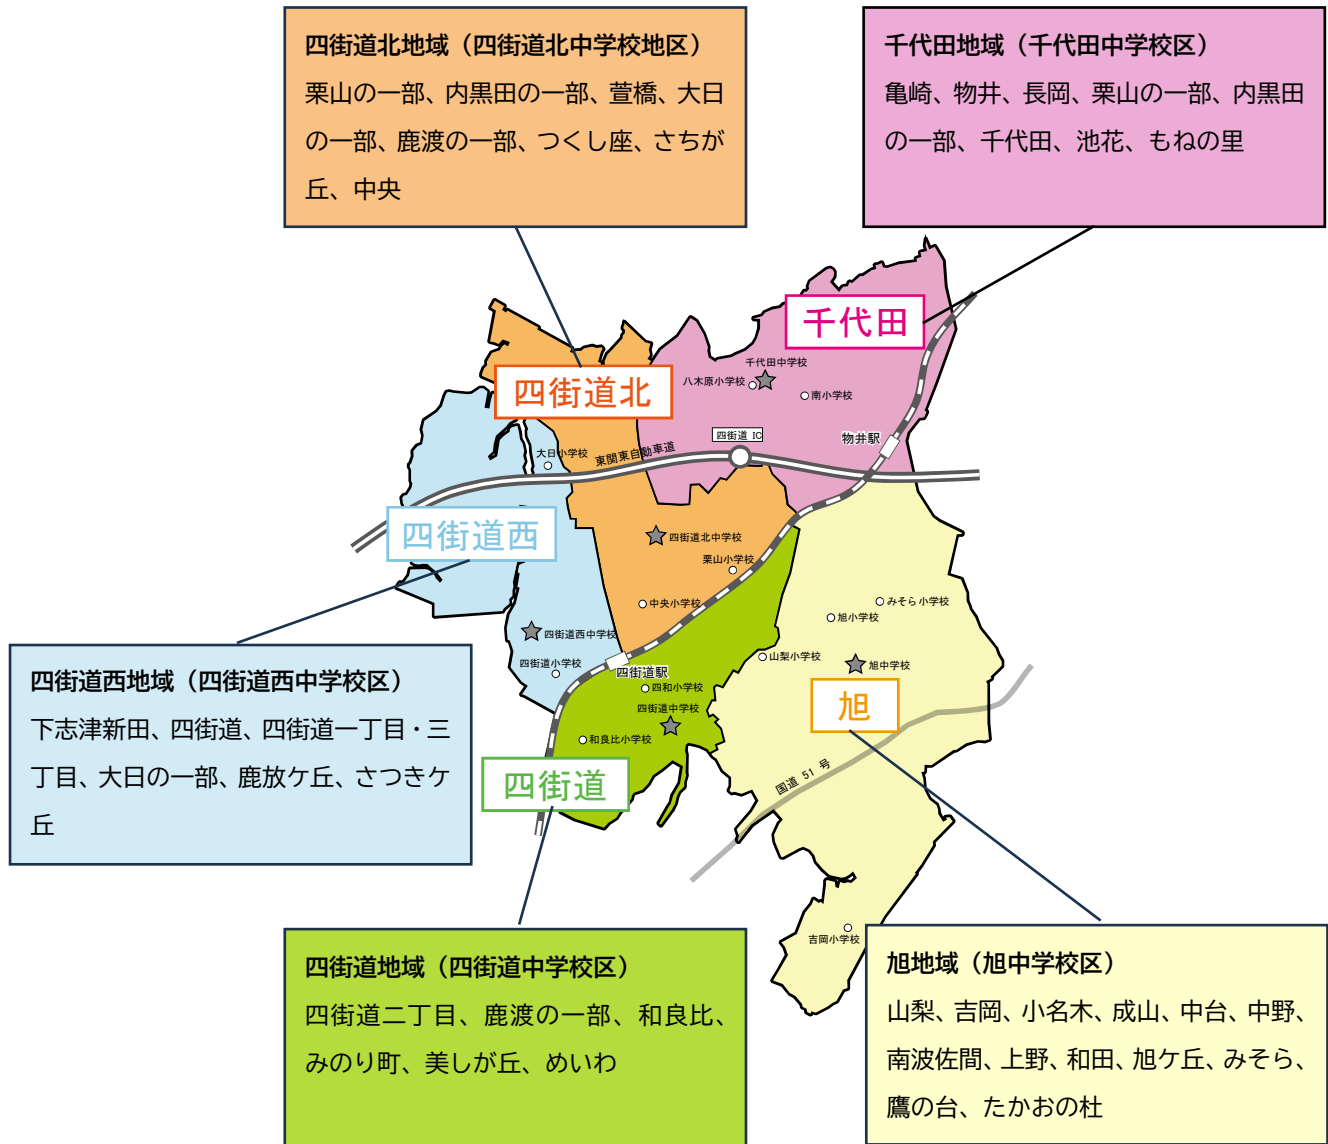 四街道北地域（四街道北中学校地区）
栗山の一部、内黒田の一部、萱橋、大日
の一部、鹿渡の一部、つくし座、さちが
丘、中央
千代田地域（千代田中学校区）
亀崎、物井、長岡、栗山の一部、内黒田
の一部、千代田、池花、もねの里
千代田
千代田中学校
八木原小学校
南小学校
四街道北
四街道 IC
物井駅
大日小学校
東関東自動車道
四街道西
四街道北中学校
栗山小学校
中央小学校
みそら小学校
旭小学校
四街道西中学校
四街道小学校
四街道駅
山梨小学校
旭中学校
四和小学校
四街道中学校
旭
和良比小学校
四街道
国道 51 号
吉岡小学校
四街道西地域（四街道西中学校区）
下志津新田、四街道、四街道一丁目・三
丁目、大日の一部、鹿放ケ丘、さつきケ
丘
四街道地域（四街道中学校区）
四街道二丁目、鹿渡の一部、和良比、
みのり町、美しが丘、めいわ
旭地域（旭中学校区）
山梨、吉岡、小名木、成山、中台、中野、
南波佐間、上野、和田、旭ケ丘、みそら、
鷹の台、たかおの杜